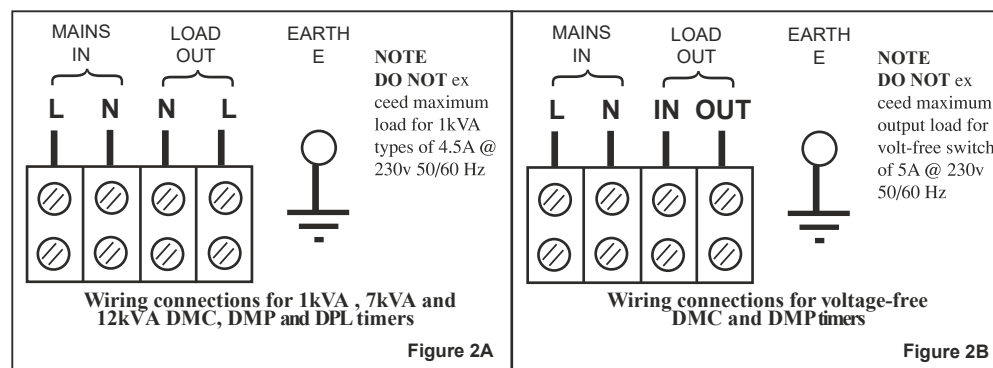 MAINS
IN
LOAD
OUT
EARTH
E
L N N L
NOTE
DO NOT ex
ceed maximum
load for 1kVA
types of 4.5A @
230v 50/60 Hz
Wiring connections for 1kVA , 7kVA and
12kVA DMC, DMP and DPL timers
Figure 2A
MAINS
IN
LOAD
OUT
EARTH
E
L N IN OUT
NOTE
DO NOT ex
ceed maximum
output load for
volt-free switch
of 5A @ 230v
50/60 Hz
Wiring connections for voltage-free
DMC and DMP timers
Figure 2B